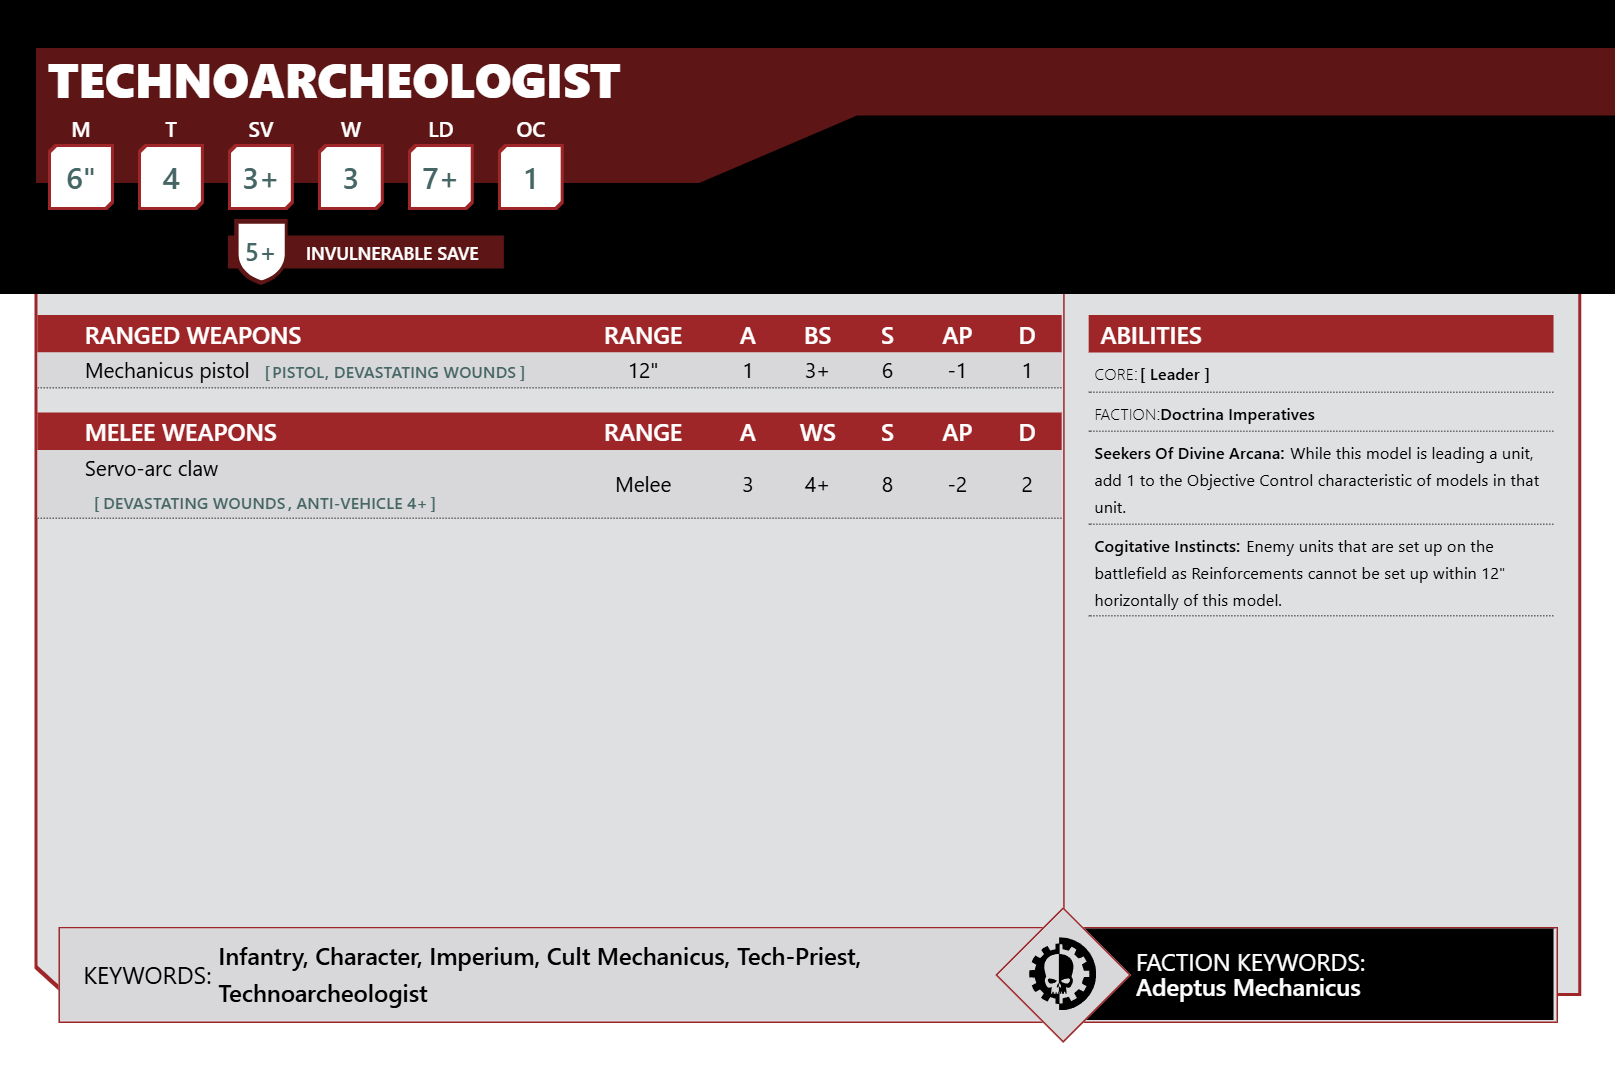 TECHNOARCHEOLOGIST
M T SV W LD OC
6" 4 3+ 3 7+ 1
5+ INVULNERABLE SAVE
RANGED WEAPONS RANGE A BS S AP D
Mechanicus pistol [ PISTOL, DEVASTATING WOUNDS ] 12" 1 3+ 6 -1 1
MELEE WEAPONS RANGE A WS S AP D
Servo-arc claw
[ DEVASTATING WOUNDS, ANTI-VEHICLE 4+ ] Melee 3 4+ 8 -2 2
ABILITIES
CORE: [ Leader ]
FACTION:Doctrina Imperatives
Seekers Of Divine Arcana: While this model is leading a unit,
add 1 to the Objective Control characteristic of models in that
unit.
Cogitative Instincts: Enemy units that are set up on the
battlefield as Reinforcements cannot be set up within 12"
horizontally of this model.
KEYWORDS: Infantry, Character, Imperium, Cult Mechanicus, Tech-Priest,
Technoarcheologist
FACTION KEYWORDS:
Adeptus Mechanicus